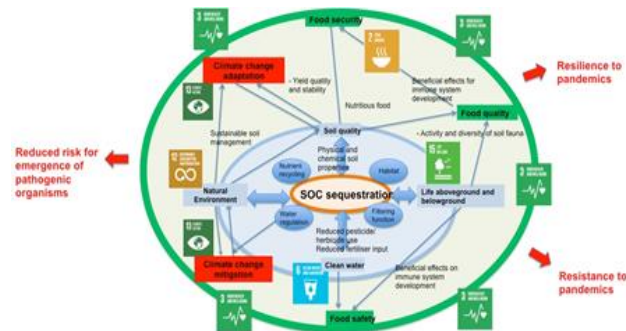 Food security
Climate change
adaptation
- Yield quality
and stability
Beneficial effects for
immune system
development
Resilience to
pandemics
Nutritious food
Food quality
Sustainable soil
management
Soil quality
- Activity and diversity of soil fauna
Reduced risk for
emergence of
pathogenic
organisms
Physical and
chemical soil
properties
Nutrient
recycling
Habitat
Natural
Environment
SOC sequestration
Life aboveground and
belowground
Water
regulation
Filtering
function
Reduced pesticide/
herbicide use
Reduced fertiliser input
Climate change
mitigation
Clean water
Beneficial effects on
immune system
development
Resistance to
pandemics
Food safety